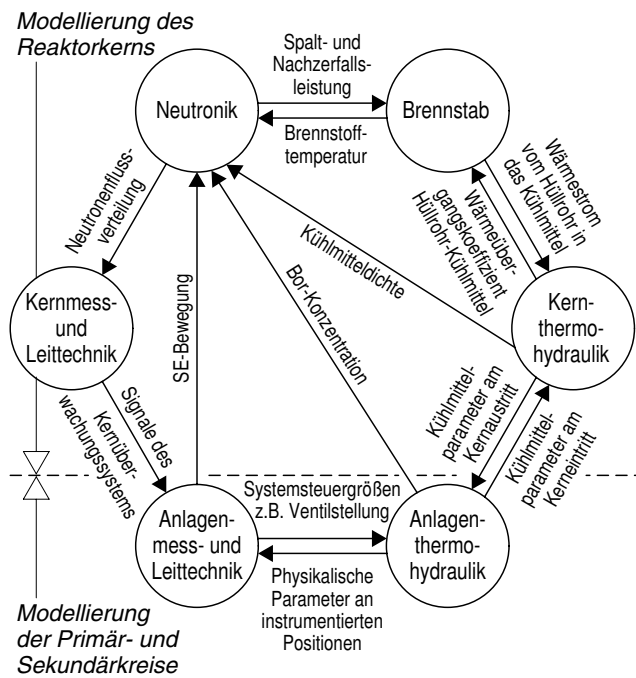 Modellierung des
Reaktorkerns
Spalt- und
Nachzerfalls-
leistung
Neutronik
Brennstab
Brennstoff-
temperatur
Neutronenfluss-
verteilung
Wärmestrom
vom Hüllrohr in
das Kühlmittel
Wärmeüber-
gangskoeffizient
Hüllrohr-Kühlmittel
Kühlmitteldichte
Bor-Konzentration
SE-Bewegung
Kernmess-
und
Leittechnik
Kern-
thermo-
hydraulik
Signale des
Kernüber-
wachungssystems
Kühlmittel-
parameter am
Kernaustritt
Kühlmittel-
parameter am
Kerneintritt
Systemsteuergrößen
z.B. Ventilstellung
Anlagen-
mess- und
Leittechnik
Anlagen-
thermo-
hydraulik
Physikalische
Parameter an
instrumentierten
Positionen
Modellierung
der Primär- und
Sekundärkreise